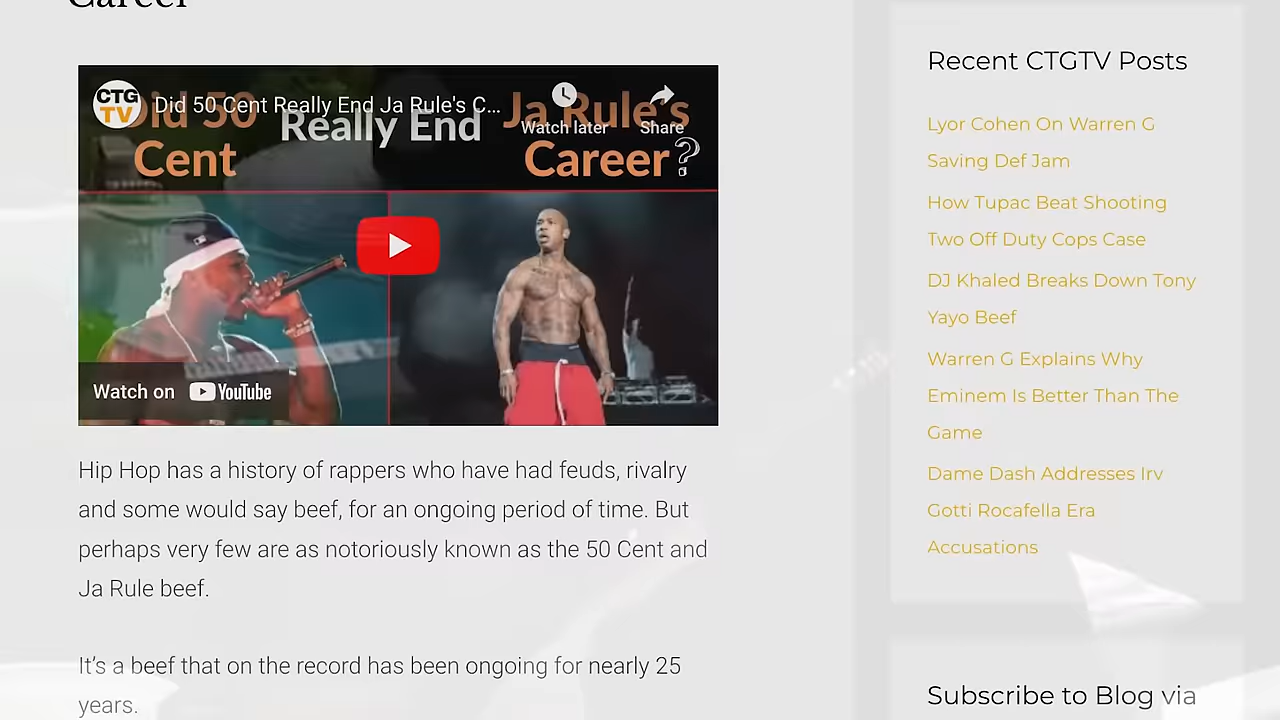 Career
CTG
TV
Did 50 Cent Really End Ja Rule's C...
Watch later
Share
Did 50
Cent
Really End
Ja Rule's
Career?
Watch on YouTube
Hip Hop has a history of rappers who have had feuds, rivalry
and some would say beef, for an ongoing period of time. But
perhaps very few are as notoriously known as the 50 Cent and
Ja Rule beef.
It’s a beef that on the record has been ongoing for nearly 25
years.
Recent CTGTV Posts
Lyor Cohen On Warren G
Saving Def Jam
How Tupac Beat Shooting
Two Off Duty Cops Case
DJ Khaled Breaks Down Tony
Yayo Beef
Warren G Explains Why
Eminem Is Better Than The
Game
Dame Dash Addresses Irv
Gotti Rocafella Era
Accusations
Subscribe to Blog via